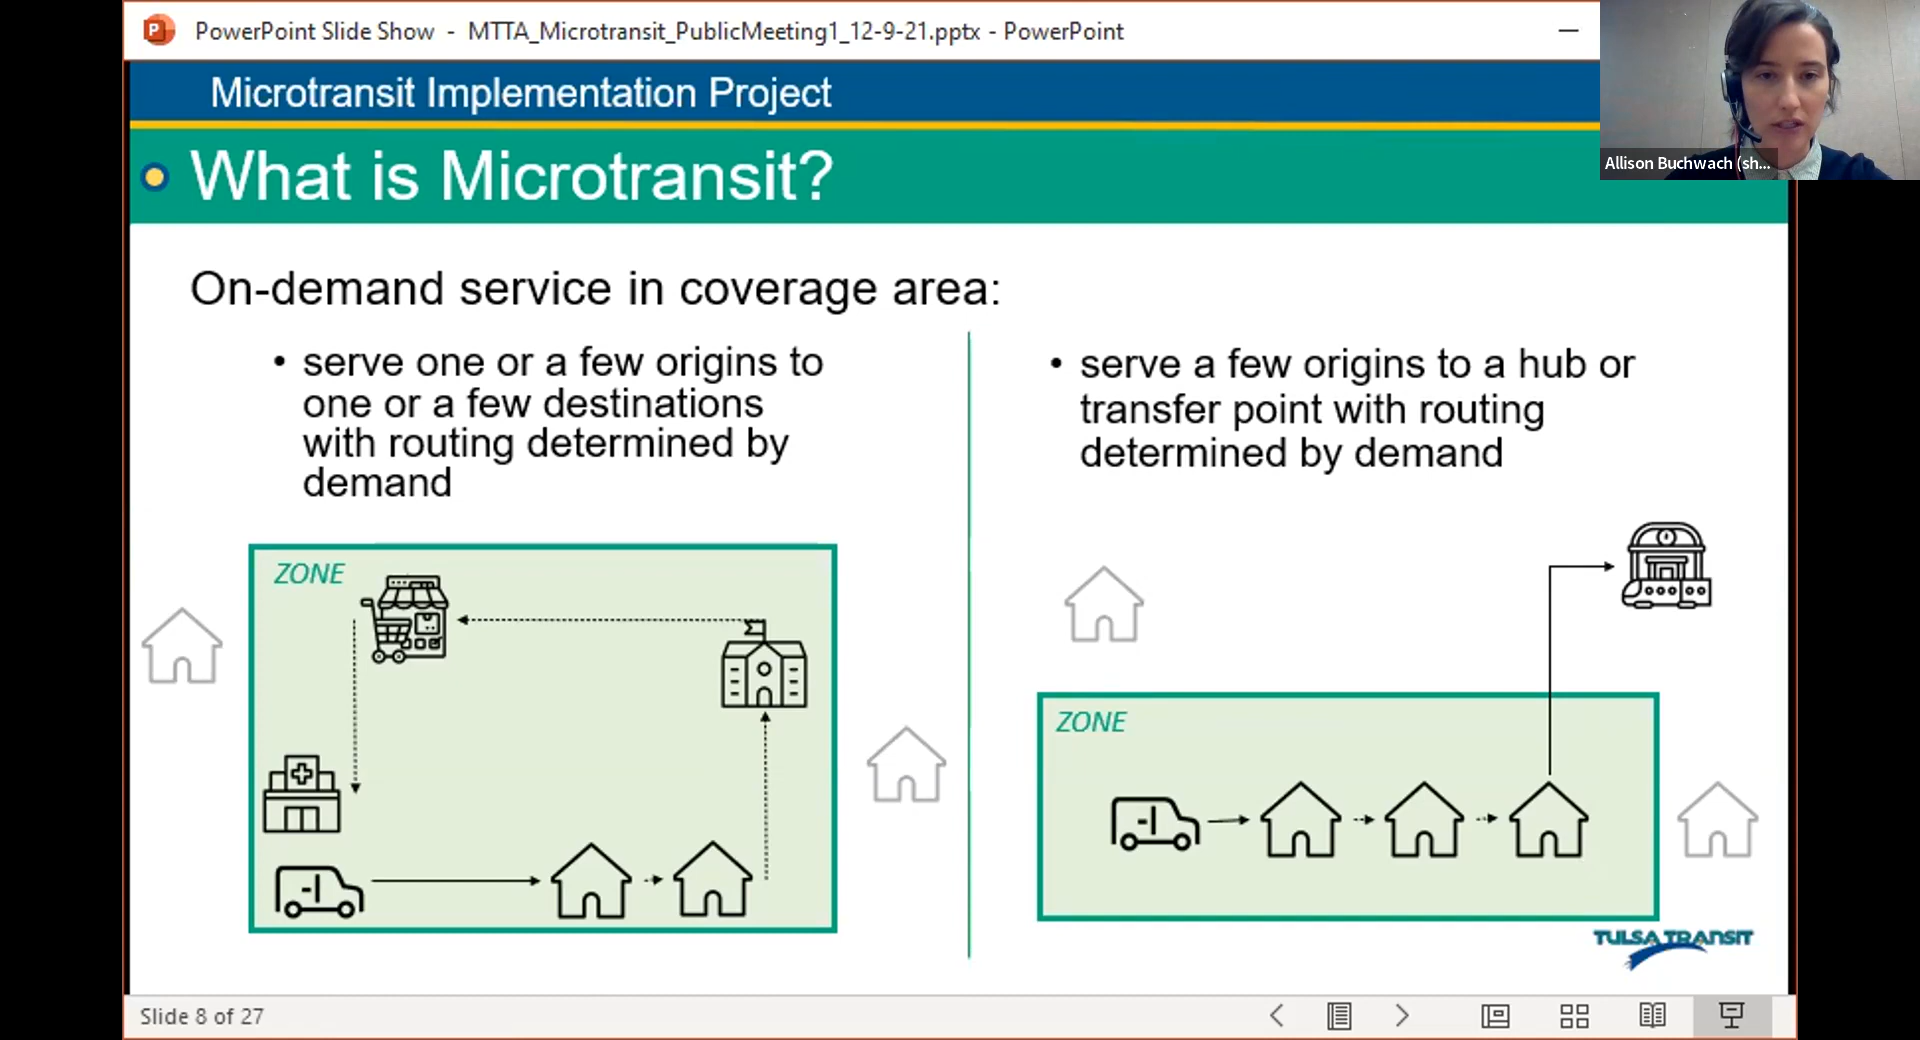 PowerPoint Slide Show - MTTA_Microtransit_PublicMeeting1_12-9-21.pptx - PowerPoint
Microtransit Implementation Project
Allison Buchwach (sh...
What is Microtransit?
On-demand service in coverage area:
• serve one or a few origins to
one or a few destinations
with routing determined by
demand
• serve a few origins to a hub or
transfer point with routing
determined by demand
ZONE
ZONE
TULSA TRANSIT
Slide 8 of 27